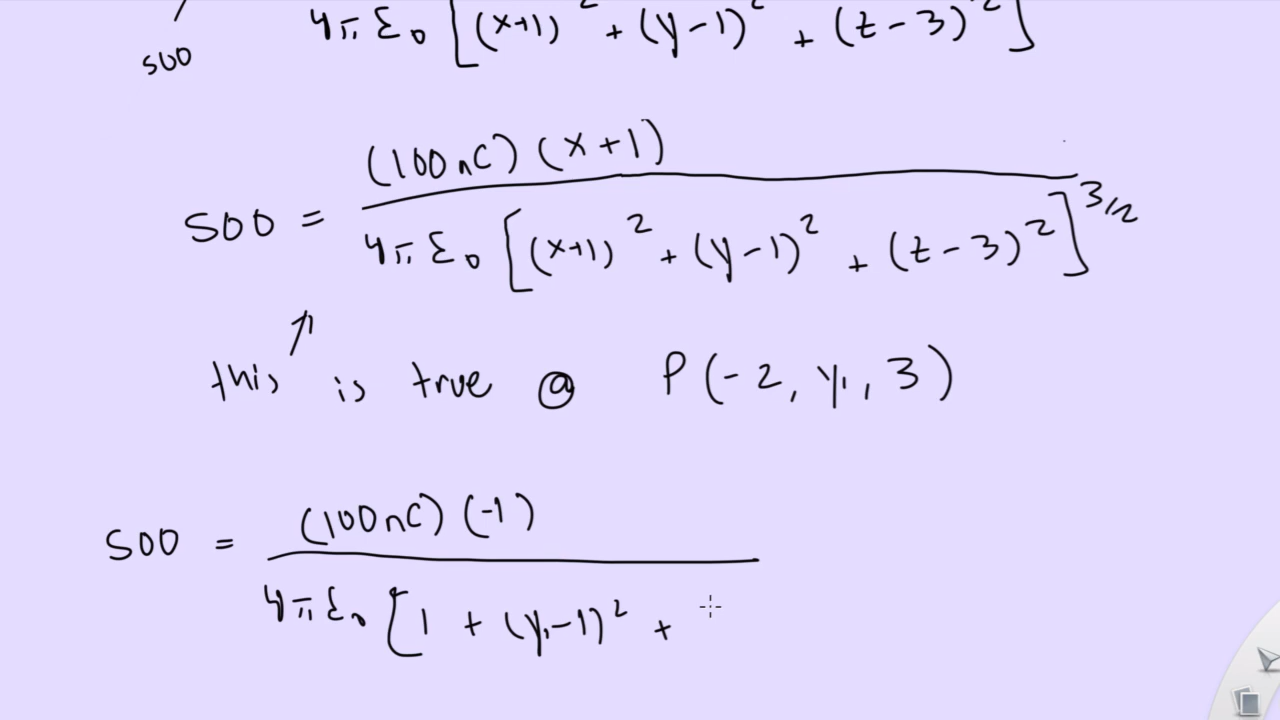 4π ε₀ [(x+1)² + (y-1)² + (z-3)²]
500
(100nC) (x+1)
500 =
4π ε₀ [(x+1)² + (y-1)² + (z-3)²]^3/2
this is true @ P(-2, y₁, 3)
(100nC) (-1)
500 =
4π ε₀ [1 + (y₁-1)² +